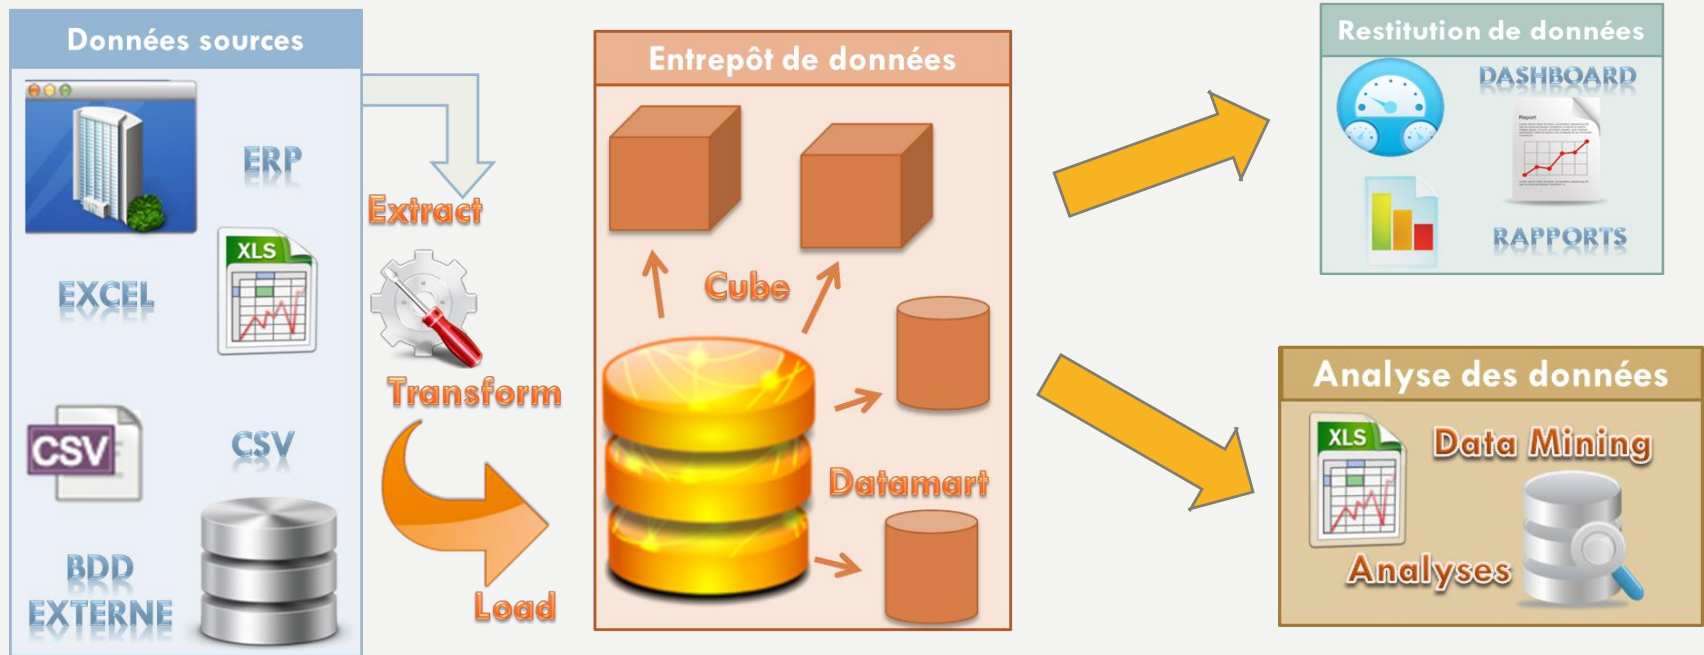 Données sources
ERP
XLS
EXCEL
CSV
CSV
BDD
EXTERNE
Extract
Transform
Load
Entrepôt de données
Cube
Datamart
Restitution de données
DASHBOARD
Report
RAPPORTS
Analyse des données
XLS
Data Mining
Analyses